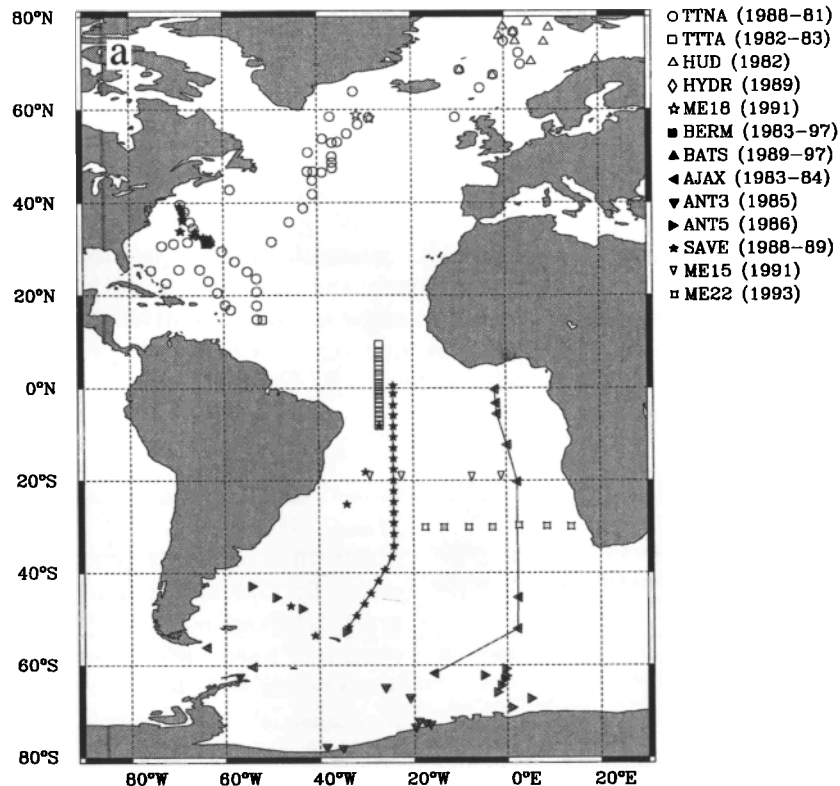 a
80°N
60°N
40°N
20°N
0°N
20°S
40°S
60°S
80°S
80°W
60°W
40°W
20°W
0°E
20°E
TTNA (1988-81)
TTTA (1982-83)
HUD (1982)
HYDR (1989)
ME18 (1991)
BERM (1983-97)
BATS (1989-97)
AJAX (1983-84)
ANT3 (1985)
ANT5 (1986)
SAVE (1988-89)
ME15 (1991)
ME22 (1993)